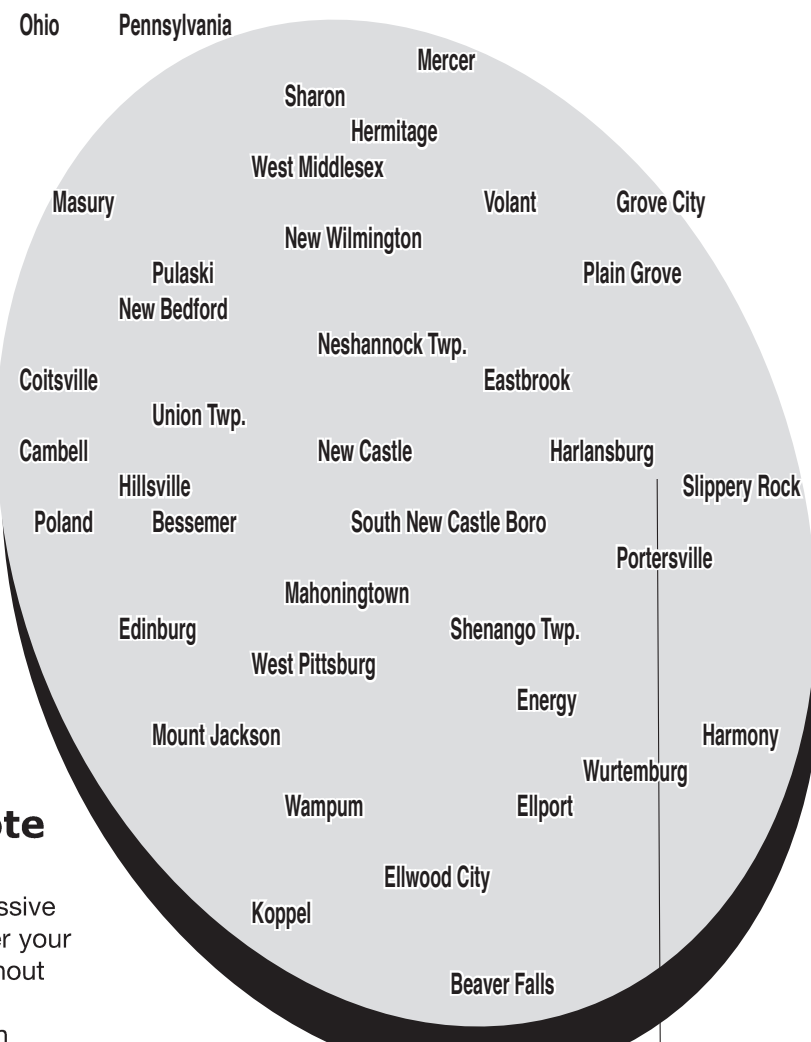 Ohio Pennsylvania
Mercer
Sharon
Hermitage
West Middlesex
Masury Volant Grove City
New Wilmington
Pulaski Plain Grove
New Bedford
Neshannock Twp.
Coitsville Eastbrook
Union Twp.
Cambell New Castle Harlansburg
Hillsville Slippery Rock
Poland Bessemer South New Castle Boro
Portersville
Mahoningtown
Edinburg Shenango Twp.
West Pittsburg
Energy
Mount Jackson Harmony
Wurtemburg
Wampum Ellport
Ellwood City
Koppel
Beaver Falls
your